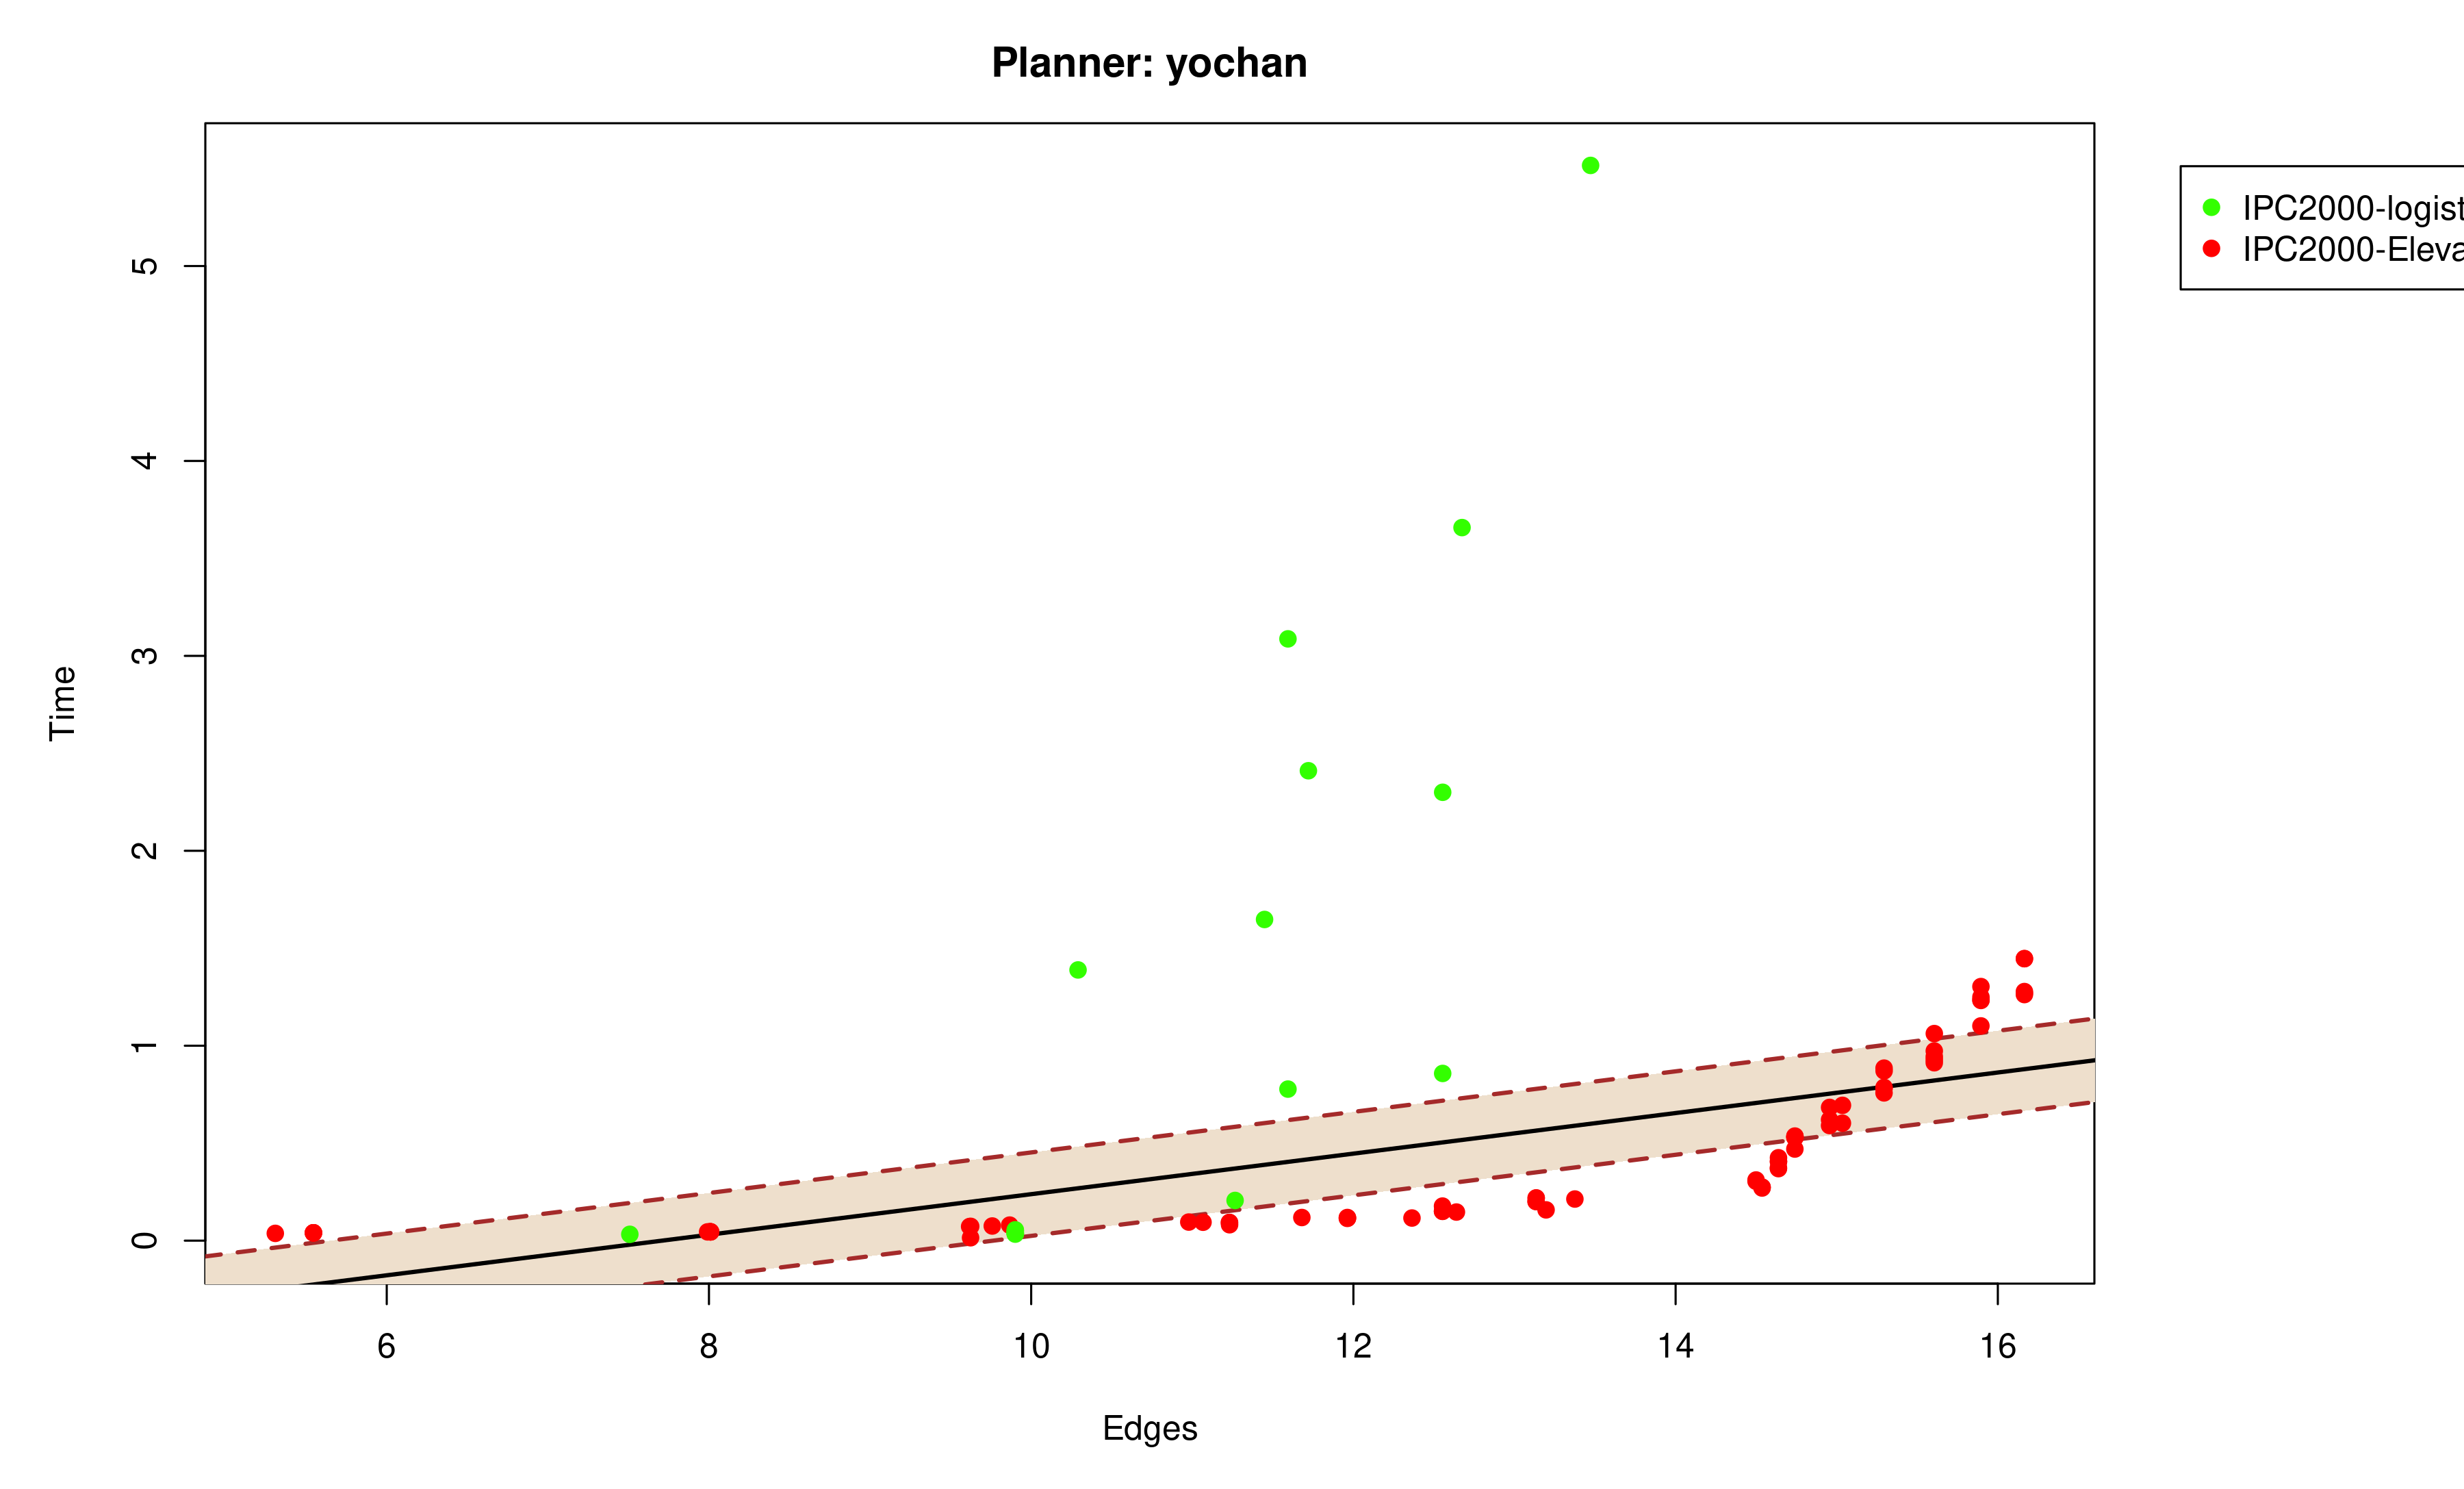 Planner: yochan
IPC2000-logist
IPC2000-Eleva
5
4
3
2
1
0
Time
6 8 10 12 14 16
Edges